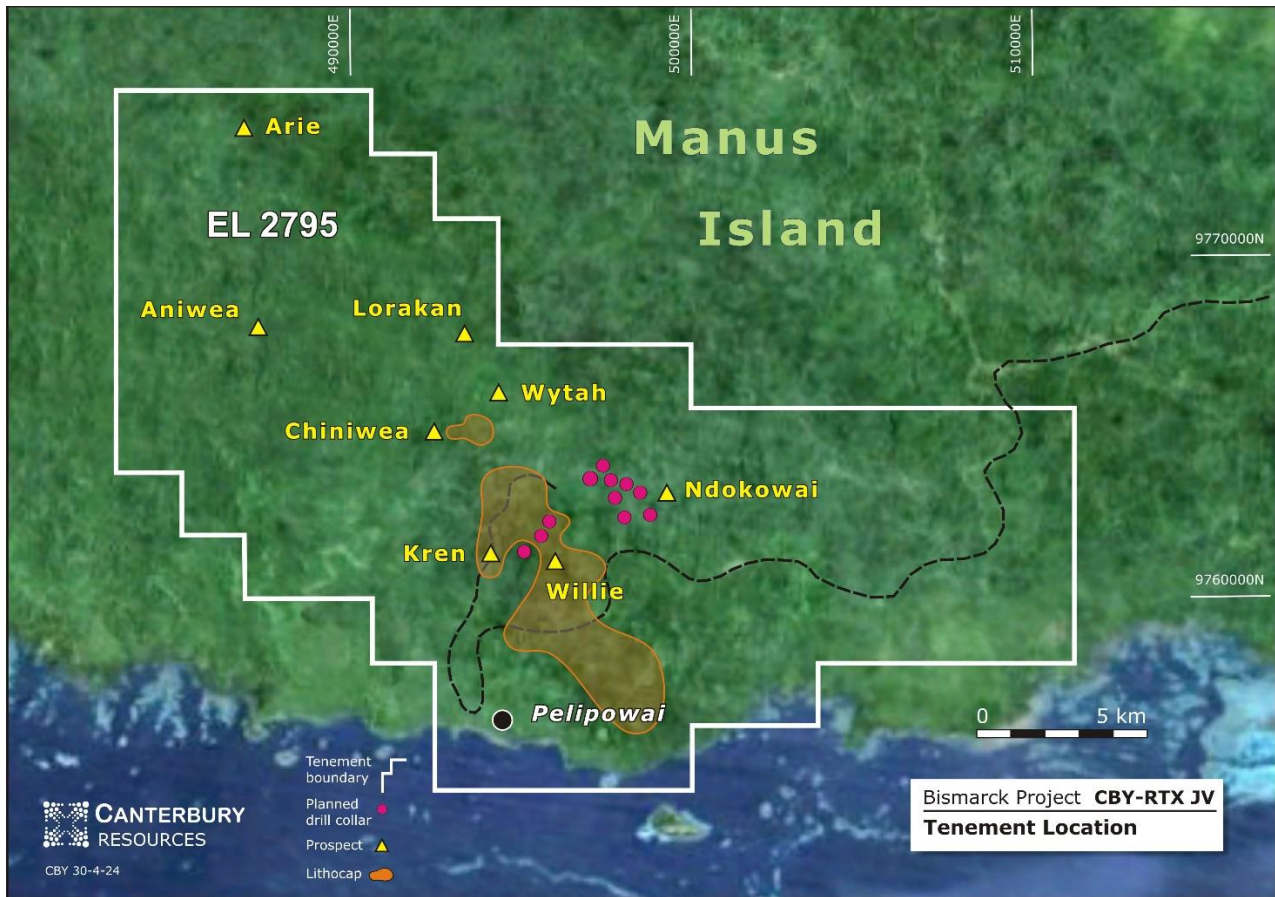 490000E
500000E
510000E
Arie
Manus
Island
EL 2795
9770000N
Aniwea
Lorakan
Wytah
Chiniwea
Ndokowai
Kren
Willie
9760000N
Pelipowai
0 5 km
Tenement
boundary
Planned
drill collar
Prospect
Lithocap
CANTERBURY
RESOURCES
CBY 30-4-24
Bismarck Project CBY-RTX JV
Tenement Location